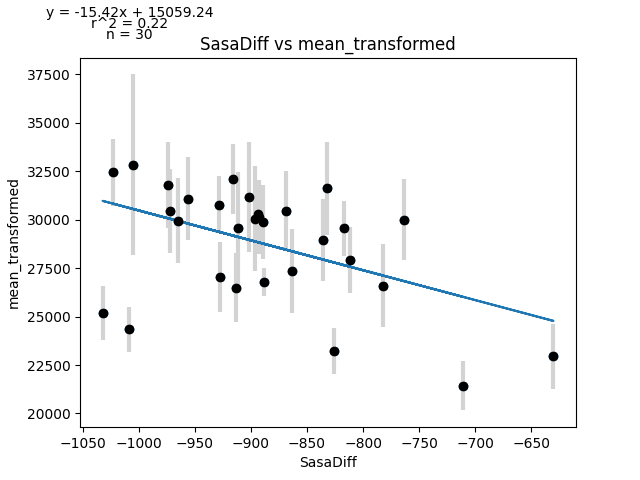 y = -15.42x + 15059.24
r^2 = 0.22
n = 30
SasaDiff vs mean_transformed
37500
35000
32500
30000
27500
25000
22500
20000
mean_transformed
−1050 −1000 −950 −900 −850 −800 −750 −700 −650
SasaDiff